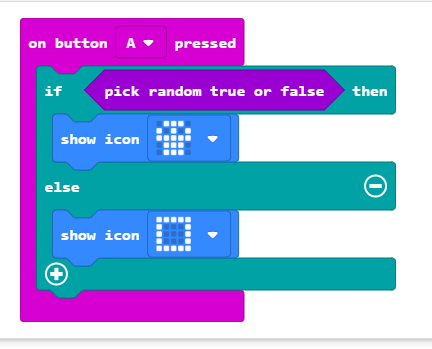 on button A pressed
if pick random true or false then
show icon
else
show icon